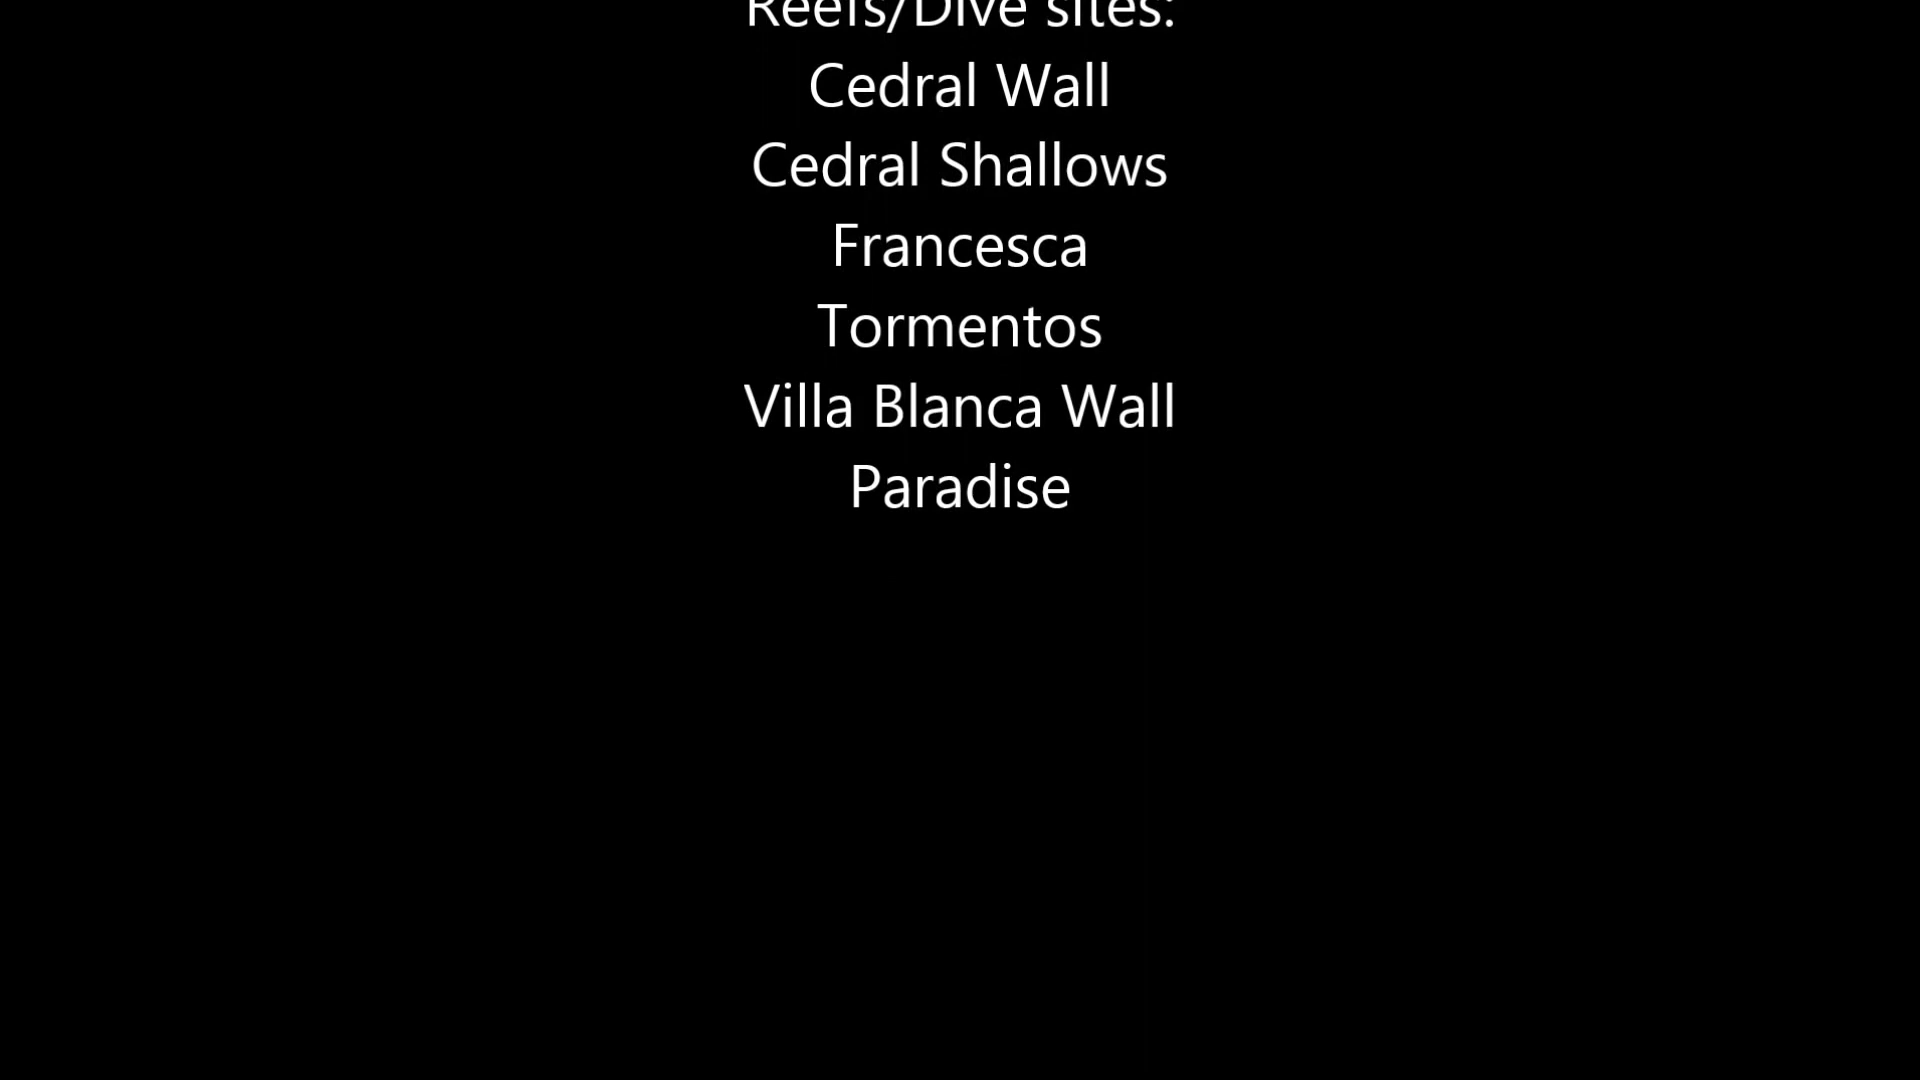 Reefs/Dive sites:
Cedral Wall
Cedral Shallows
Francesca
Tormentos
Villa Blanca Wall
Paradise